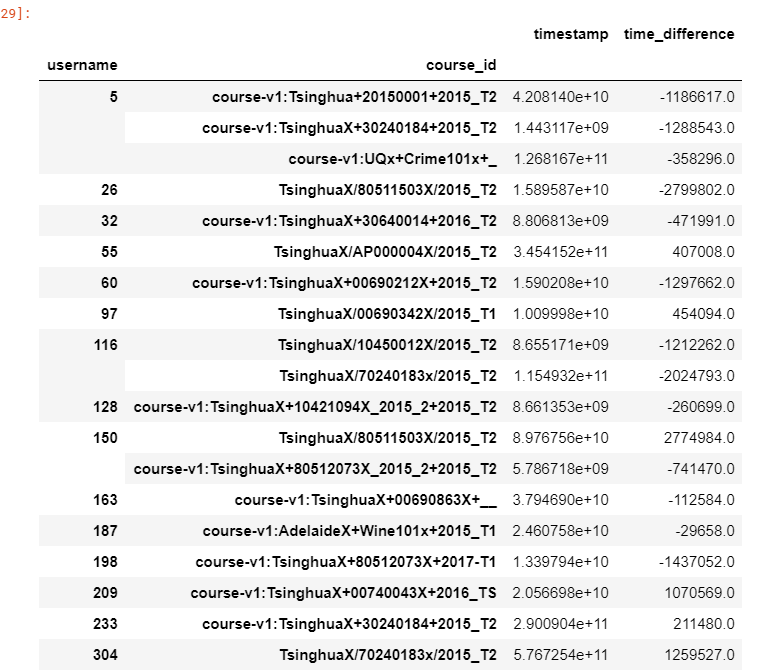 29]:
timestamp time_difference
username course_id
5 course-v1:Tsinghua+20150001+2015_T2 4.208140e+10 -1186617.0
course-v1:TsinghuaX+30240184+2015_T2 1.443117e+09 -1288543.0
course-v1:UQx+Crime101x+_ 1.268167e+11 -358296.0
26 TsinghuaX/80511503X/2015_T2 1.589587e+10 -2799802.0
32 course-v1:TsinghuaX+30640014+2016_T2 8.806813e+09 -471991.0
55 TsinghuaX/AP000004X/2015_T2 3.454152e+11 407008.0
60 course-v1:TsinghuaX+00690212X+2015_T2 1.590208e+10 -1297662.0
97 TsinghuaX/00690342X/2015_T1 1.009998e+10 454094.0
116 TsinghuaX/10450012X/2015_T2 8.655171e+09 -1212262.0
TsinghuaX/70240183x/2015_T2 1.154932e+11 -2024793.0
128 course-v1:TsinghuaX+10421094X_2015_2+2015_T2 8.661353e+09 -260699.0
150 TsinghuaX/80511503X/2015_T2 8.976756e+10 2774984.0
course-v1:TsinghuaX+80512073X_2015_2+2015_T2 5.786718e+09 -741470.0
163 course-v1:TsinghuaX+00690863X+__ 3.794690e+10 -112584.0
187 course-v1:AdelaideX+Wine101x+2015_T1 2.460758e+10 -29658.0
198 course-v1:TsinghuaX+80512073X+2017-T1 1.339794e+10 -1437052.0
209 course-v1:TsinghuaX+00740043X+2016_TS 2.056698e+10 1070569.0
233 course-v1:TsinghuaX+30240184+2015_T2 2.900904e+11 211480.0
304 TsinghuaX/70240183x/2015_T2 5.767254e+11 1259527.0